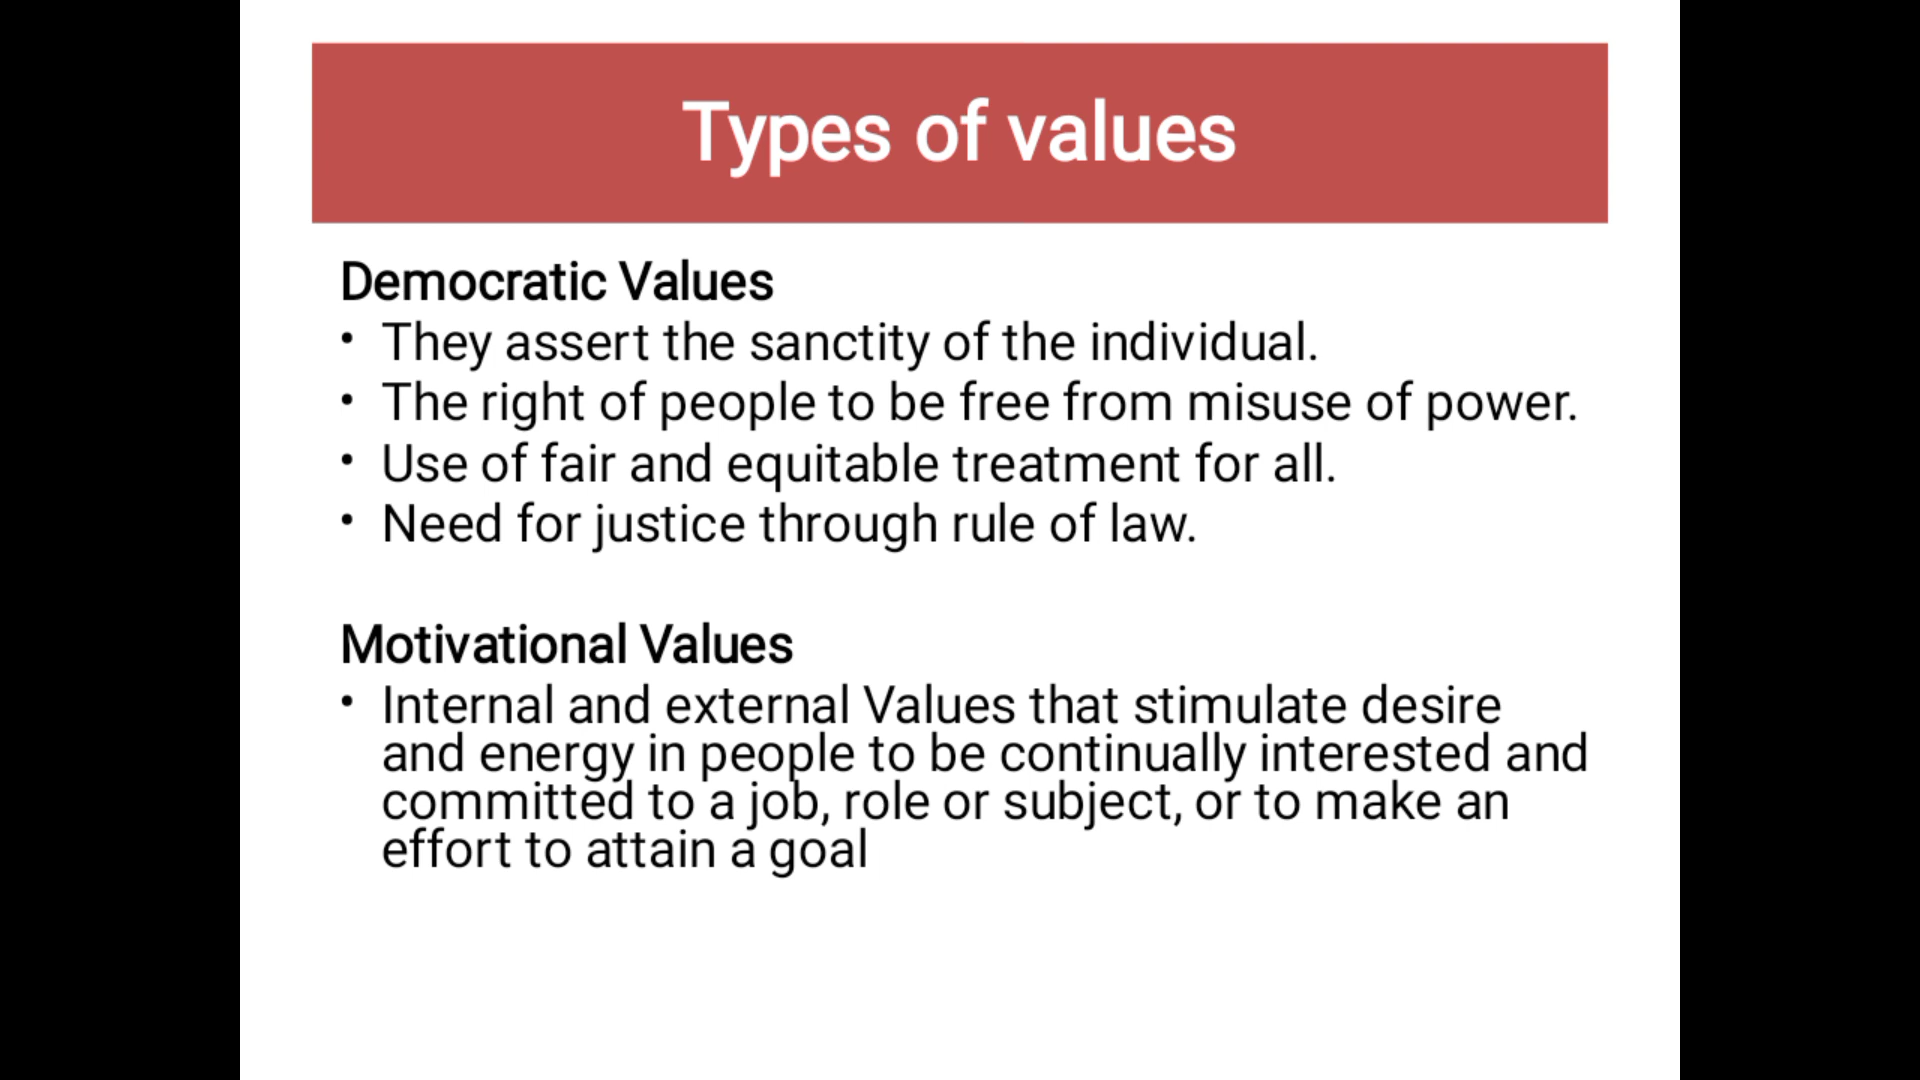 Types of values
Democratic Values
• They assert the sanctity of the individual.
• The right of people to be free from misuse of power.
• Use of fair and equitable treatment for all.
• Need for justice through rule of law.
Motivational Values
• Internal and external Values that stimulate desire
and energy in people to be continually interested and
committed to a job, role or subject, or to make an
effort to attain a goal